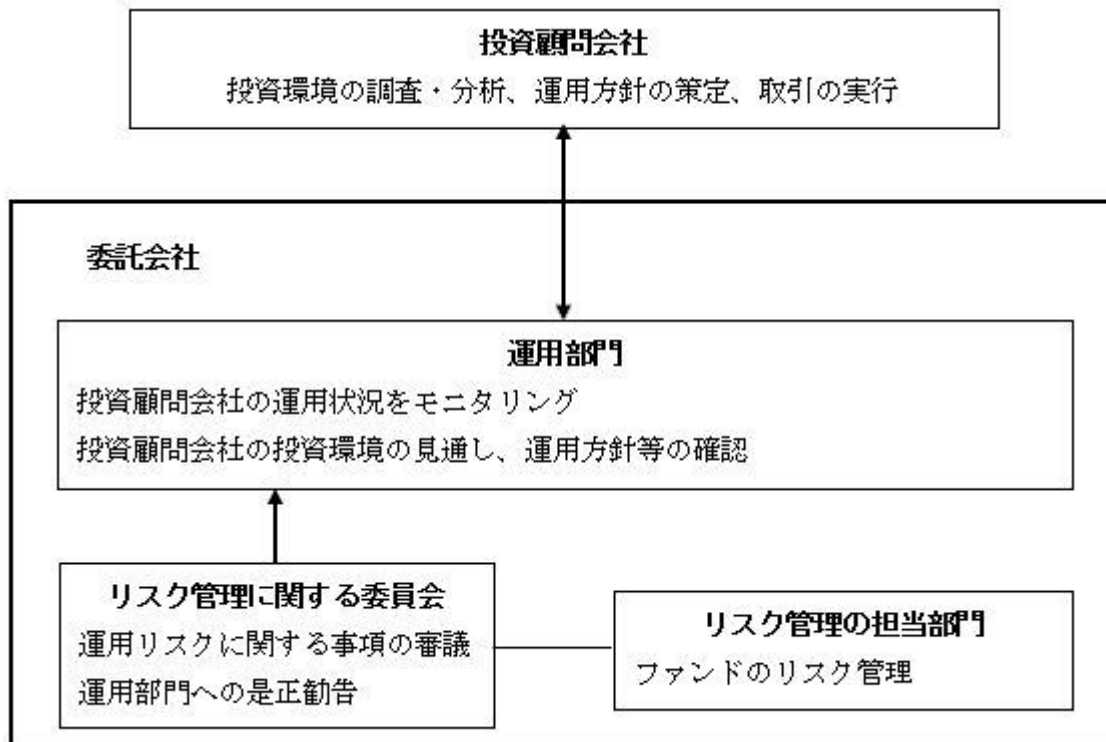 投資顧問会社
投資環境の調査・分析、運用方針の策定、取引の実行
委託会社
運用部門
投資顧問会社の運用状況をモニタリング
投資顧問会社の投資環境の見通し、運用方針等の確認
リスク管理に関する委員会
運用リスクに関する事項の審議
運用部門への是正勧告
リスク管理の担当部門
ファンドのリスク管理